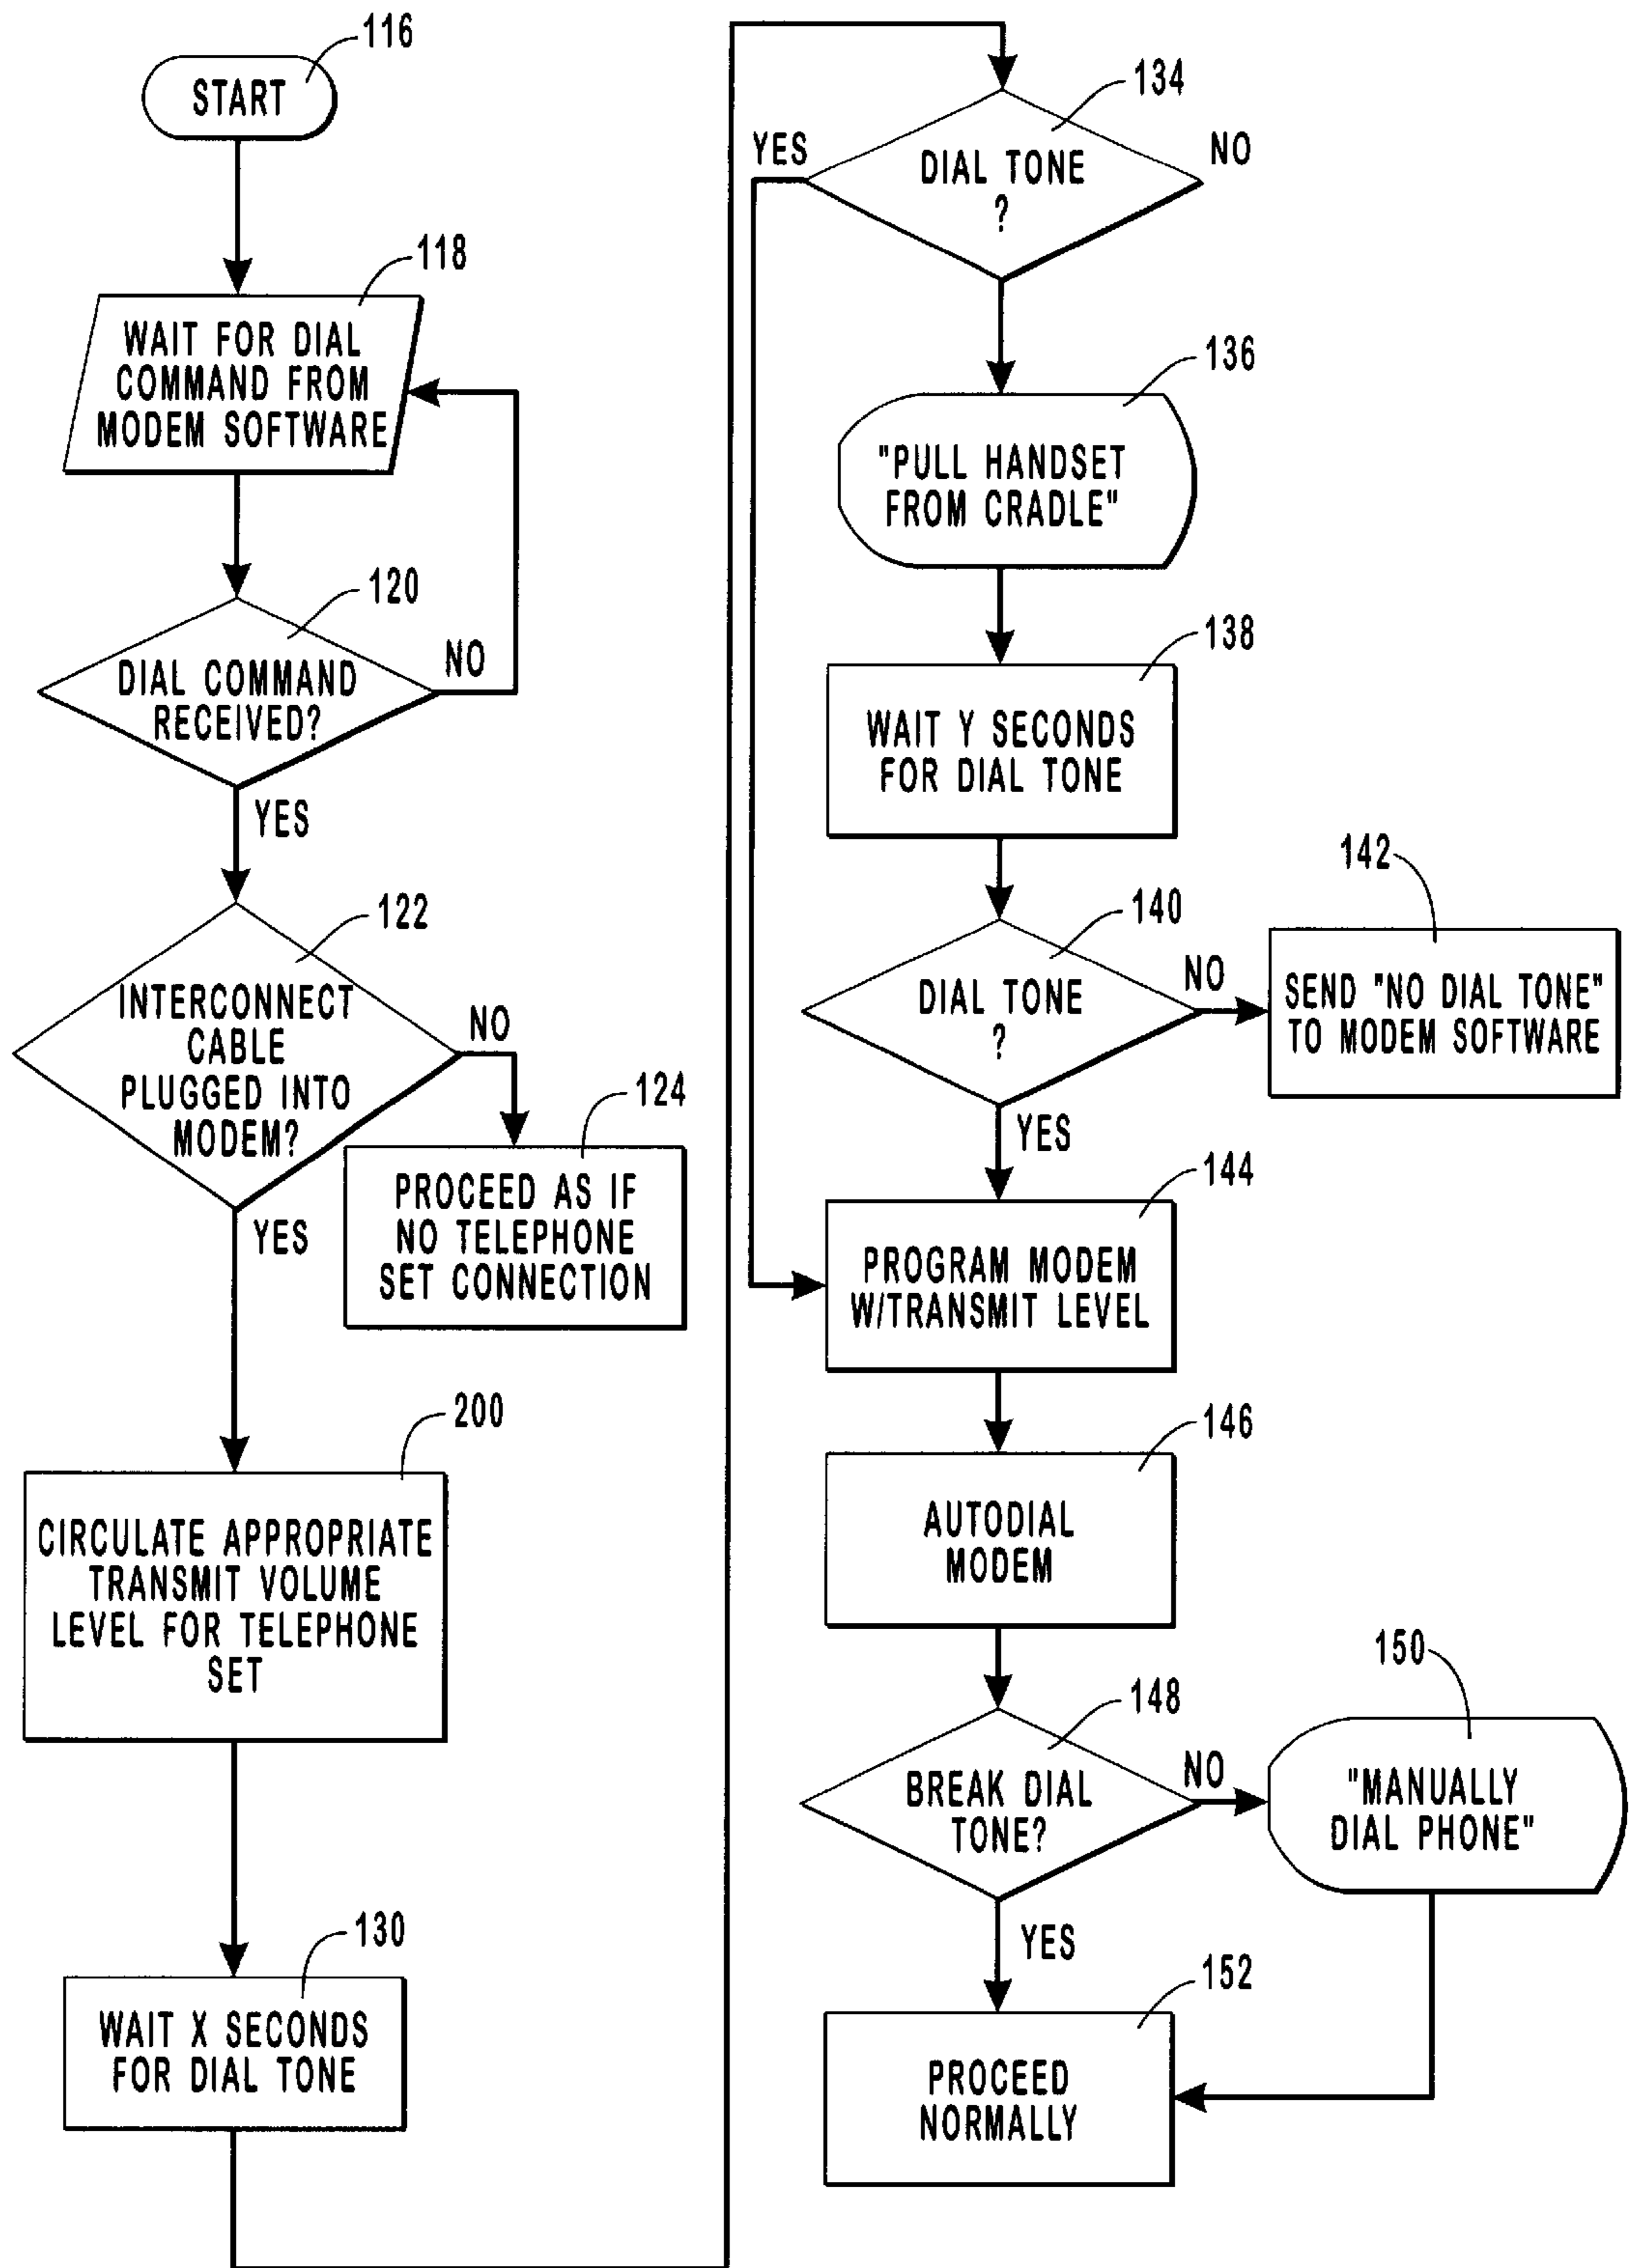 116
START
118
WAIT FOR DIAL
COMMAND FROM
MODEM SOFTWARE
120
DIAL COMMAND
RECEIVED?
NO
YES
122
INTERCONNECT
CABLE
PLUGGED INTO
MODEM?
NO
YES
124
PROCEED AS IF
NO TELEPHONE
SET CONNECTION
200
CIRCULATE APPROPRIATE
TRANSMIT VOLUME
LEVEL FOR TELEPHONE
SET
130
WAIT X SECONDS
FOR DIAL TONE
134
YES
DIAL TONE
?
NO
136
"PULL HANDSET
FROM CRADLE"
138
WAIT Y SECONDS
FOR DIAL TONE
140
DIAL TONE
?
NO
YES
142
SEND "NO DIAL TONE"
TO MODEM SOFTWARE
144
PROGRAM MODEM
W/TRANSMIT LEVEL
146
AUTODIAL
MODEM
148
BREAK DIAL
TONE?
NO
YES
150
"MANUALLY
DIAL PHONE"
152
PROCEED
NORMALLY